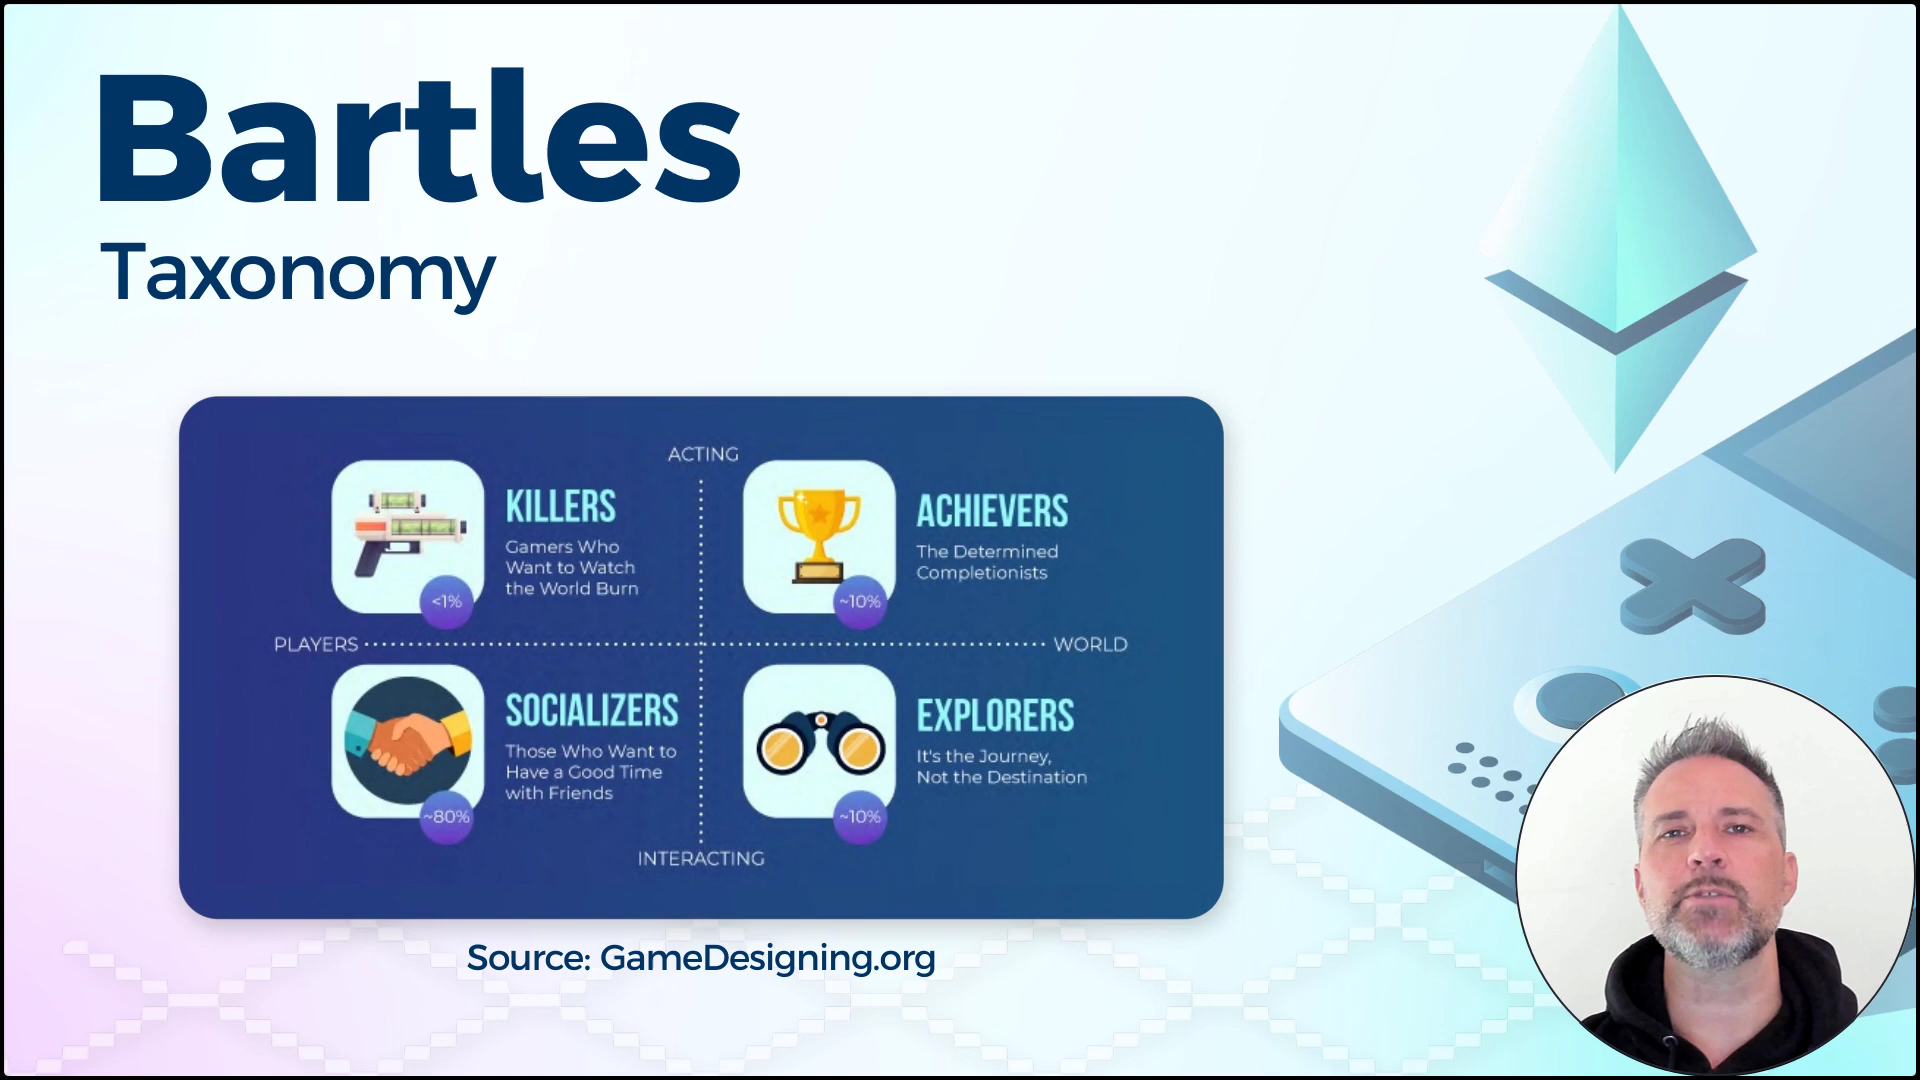 Bartles
Taxonomy
ACTING
KILLERS
Gamers Who
Want to Watch
the World Burn
<1%
ACHIEVERS
The Determined
Completionists
~10%
PLAYERS
WORLD
SOCIALIZERS
Those Who Want to
Have a Good Time
with Friends
~80%
EXPLORERS
It's the Journey,
Not the Destination
~10%
INTERACTING
Source: GameDesigning.org